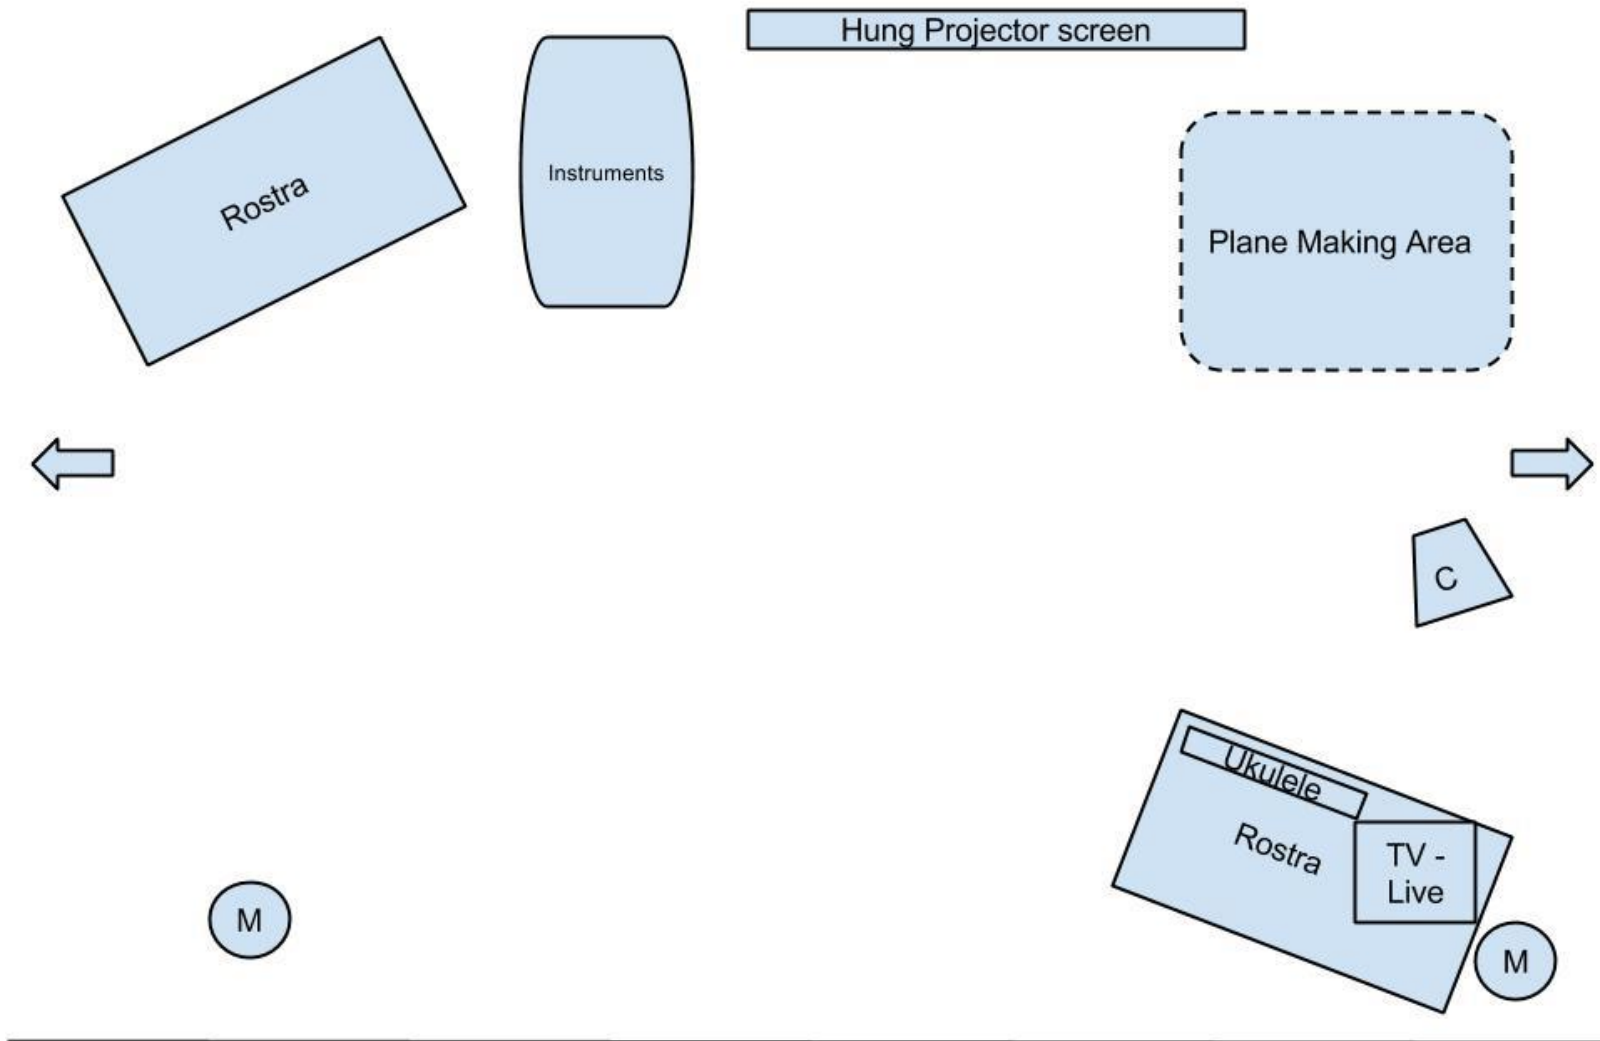 Hung Projector screen
Instruments
Rostra
Plane Making Area
C
Ukulele
Rostra
TV -
Live
M
M